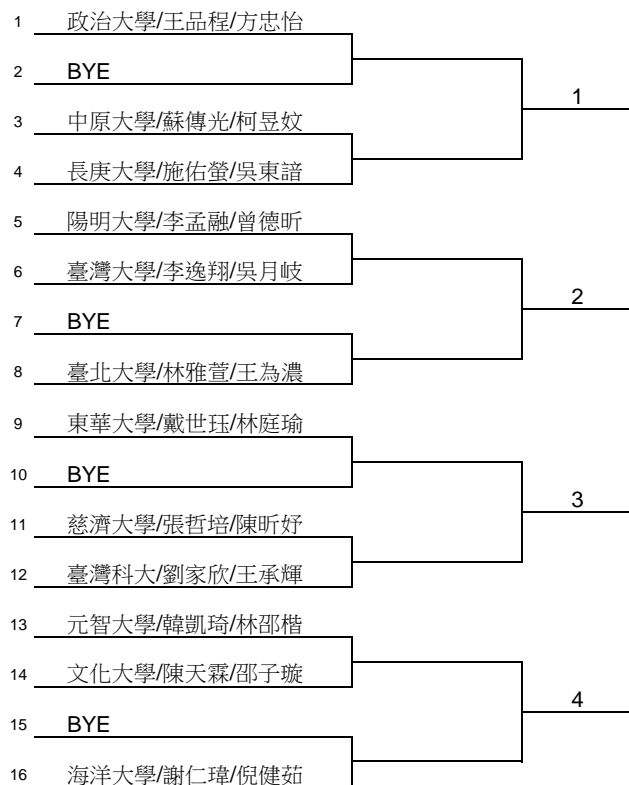 1 政治大學/王品程/方忠怡
2 BYE
1
3 中原大學/蘇傳光/柯昱妏
4 長庚大學/施佑螢/吳東諳
5 陽明大學/李孟融/曾德昕
6 臺灣大學/李逸翔/吳月岐
2
7 BYE
8 臺北大學/林雅萱/王為濃
9 東華大學/戴世珏/林庭瑜
10 BYE
3
11 慈濟大學/張哲培/陳昕妤
12 臺灣科大/劉家欣/王承輝
13 元智大學/韓凱琦/林邵楷
14 文化大學/陳天霖/邵子璇
4
15 BYE
16 海洋大學/謝仁瑋/倪健茹